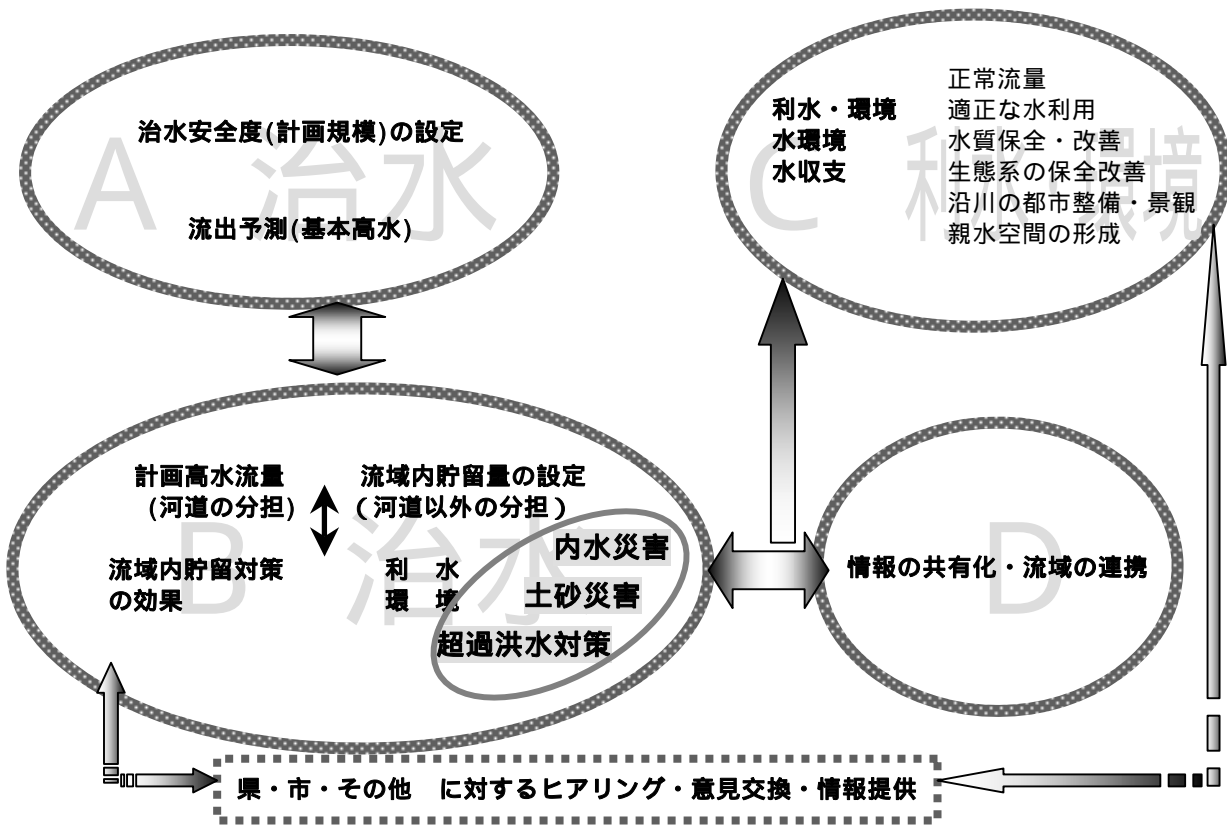 A 治水
治水安全度(計画規模)の設定
流出予測(基本高水)
C 利水・環境
利水・環境
水環境
水収支
正常流量
適正な水利用
水質保全・改善
生態系の保全改善
沿川の都市整備・景観
親水空間の形成
B 治水
計画高水流量
(河道の分担)
流域内貯留量の設定
(河道以外の分担)
流域内貯留対策
の効果
利 水
環 境
内水災害
土砂災害
超過洪水対策
D
情報の共有化・流域の連携
県・市・その他 に対するヒアリング・意見交換・情報提供